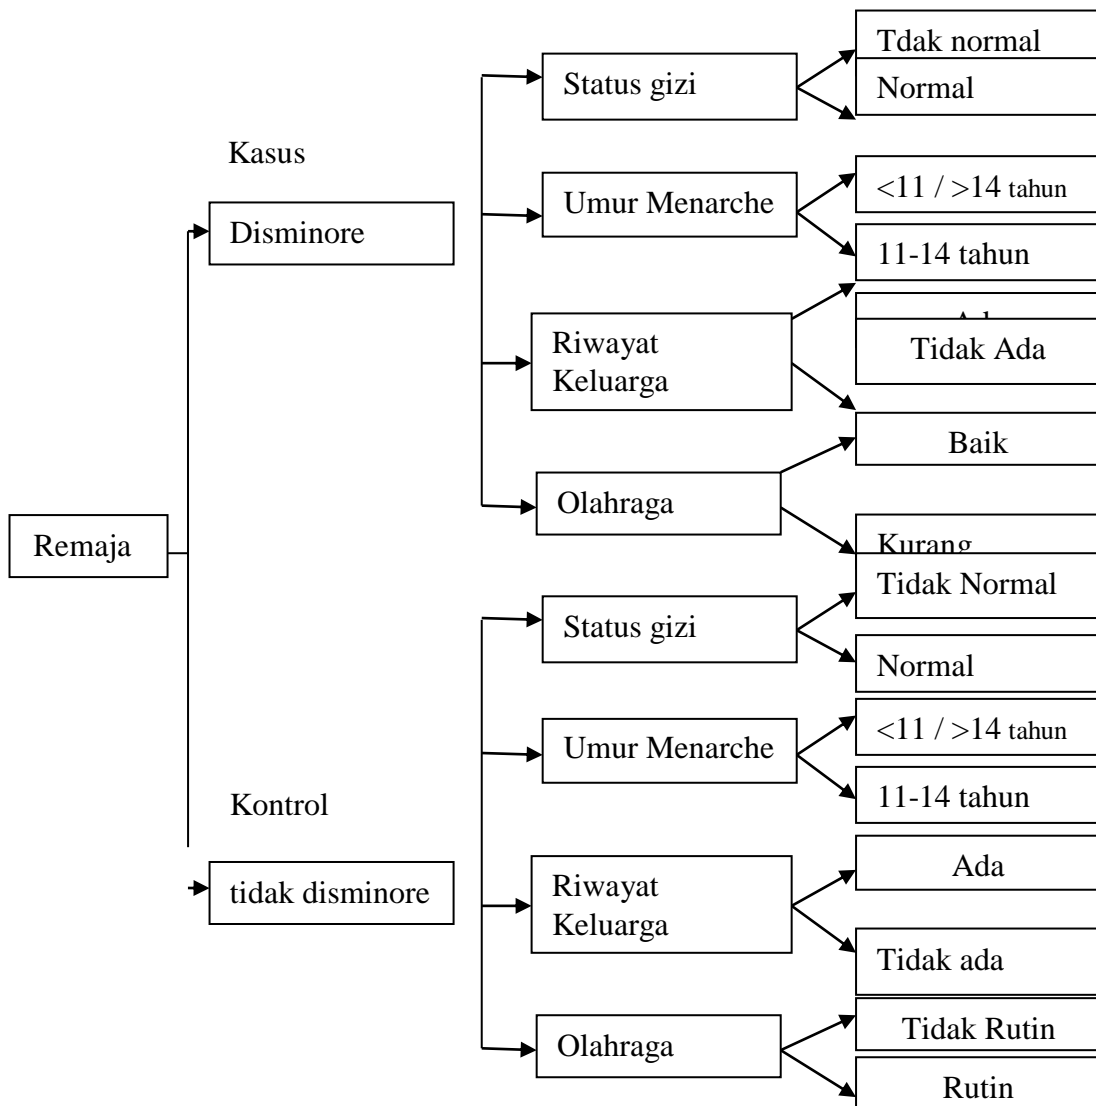 Tdak normal
Status gizi
Normal
Kasus
<11 / >14 tahun
Umur Menarche
Disminore
11-14 tahun
Riwayat
Keluarga
Tidak Ada
Baik
Olahraga
Kurang
Remaja
Tidak Normal
Status gizi
Normal
<11 / >14 tahun
Umur Menarche
Kontrol
11-14 tahun
Ada
Riwayat
Keluarga
tidak disminore
Tidak ada
Tidak Rutin
Olahraga
Rutin